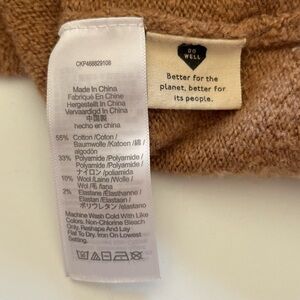 CKP468829108
Made In China
Fabriqué En Chine
Hergestellt In China
Vervaardigd In China
中国製
hecho en china
55% Cotton/Coton/
Baumwolle/Katoen/綿/
algodón
33% Polyamide/Polyamide/
Polyamide/Polyamide/
ナイロン/poliamida
10% Wool/Laine/Wolle/
Wol/毛/lana
2% Elastane/Élasthanne/
Elastan/Elastaan/
ポリウレタン/elastano
Machine Wash Cold With Like
Colors. Non-Chlorine Bleach
Only. Reshape And Lay
Flat To Dry. Iron On Lowest
Setting.
DO
WELL
Better for the
planet, better for
its people.